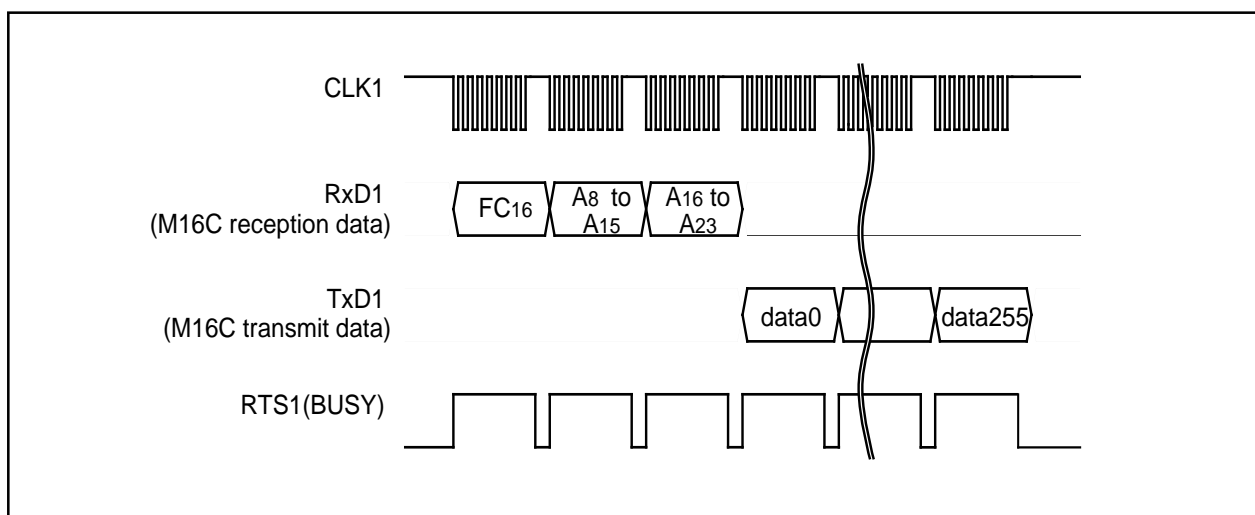 CLK1
RxD1
(M16C reception data)
FC16
A8 to
A15
A16 to
A23
TxD1
(M16C transmit data)
data0
data255
RTS1(BUSY)